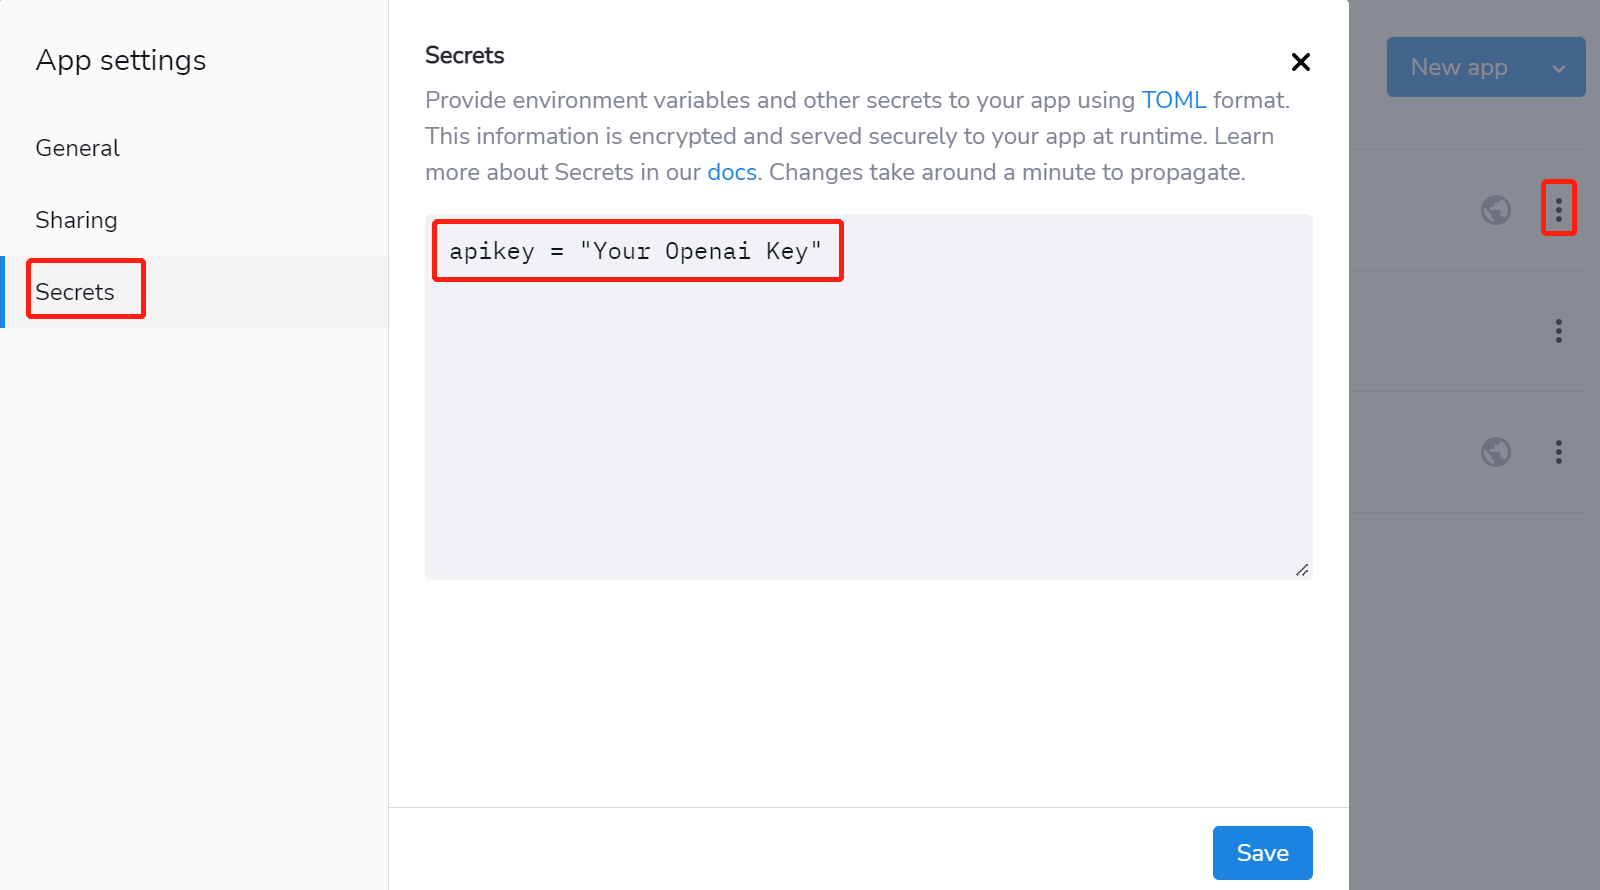 App settings
General
Sharing
Secrets
Secrets
Provide environment variables and other secrets to your app using TOML format.
This information is encrypted and served securely to your app at runtime. Learn
more about Secrets in our docs. Changes take around a minute to propagate.
apikey = "Your Openai Key"
Save
New app